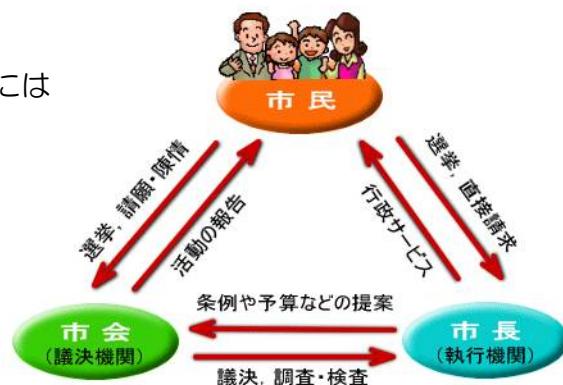 には
市民
選挙，請願・陳情
活動の報告
選挙，直接請求
行政サービス
条例や予算などの提案
市会
（議決機関）
市長
（執行機関）
議決，調査・検査